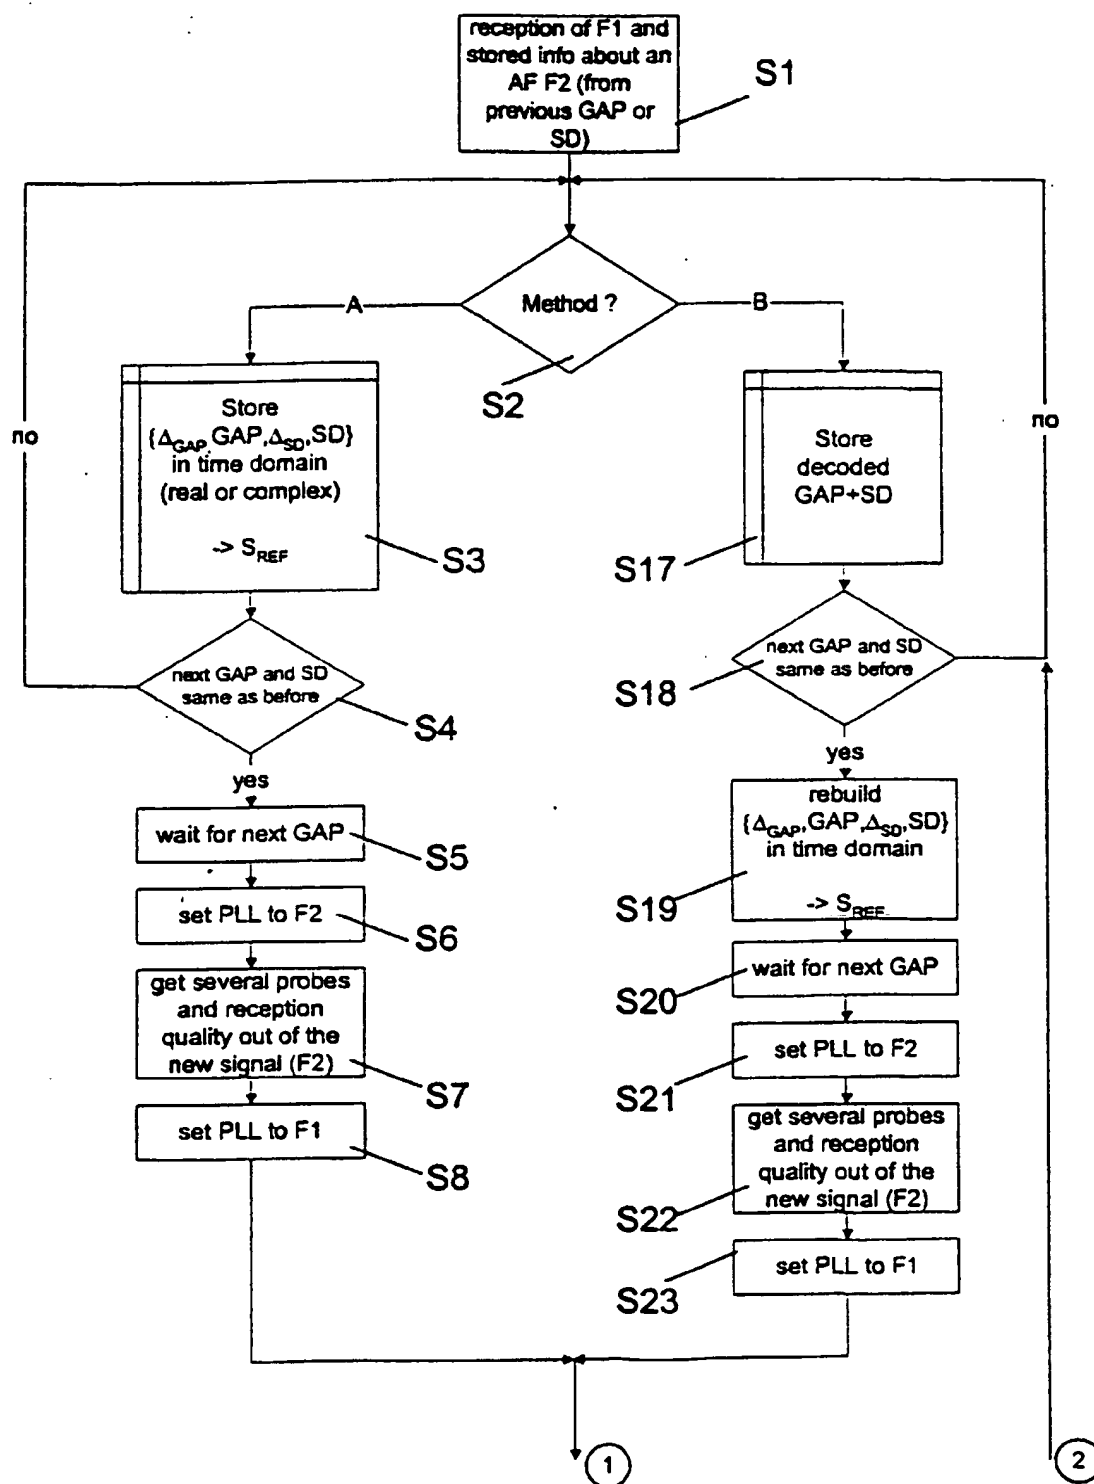 reception of F1 and
stored info about an
AF F2 (from
previous GAP or
SD)
S1
Method ?
A
B
S2
no
no
Store
{Δ_GAP, GAP,Δ_SD,SD}
in time domain
(real or complex)
-> S_REF
S3
Store
decoded
GAP+SD
S17
next GAP and SD
same as before
S4
next GAP and SD
same as before
S18
yes
yes
wait for next GAP
S5
set PLL to F2
S6
get several probes
and reception
quality out of the
new signal (F2)
S7
set PLL to F1
S8
rebuild
{Δ_GAP,GAP,Δ_SD,SD}
in time domain
-> S_REF
S19
wait for next GAP
S20
set PLL to F2
S21
get several probes
and reception
quality out of the
new signal (F2)
S22
set PLL to F1
S23
1
2